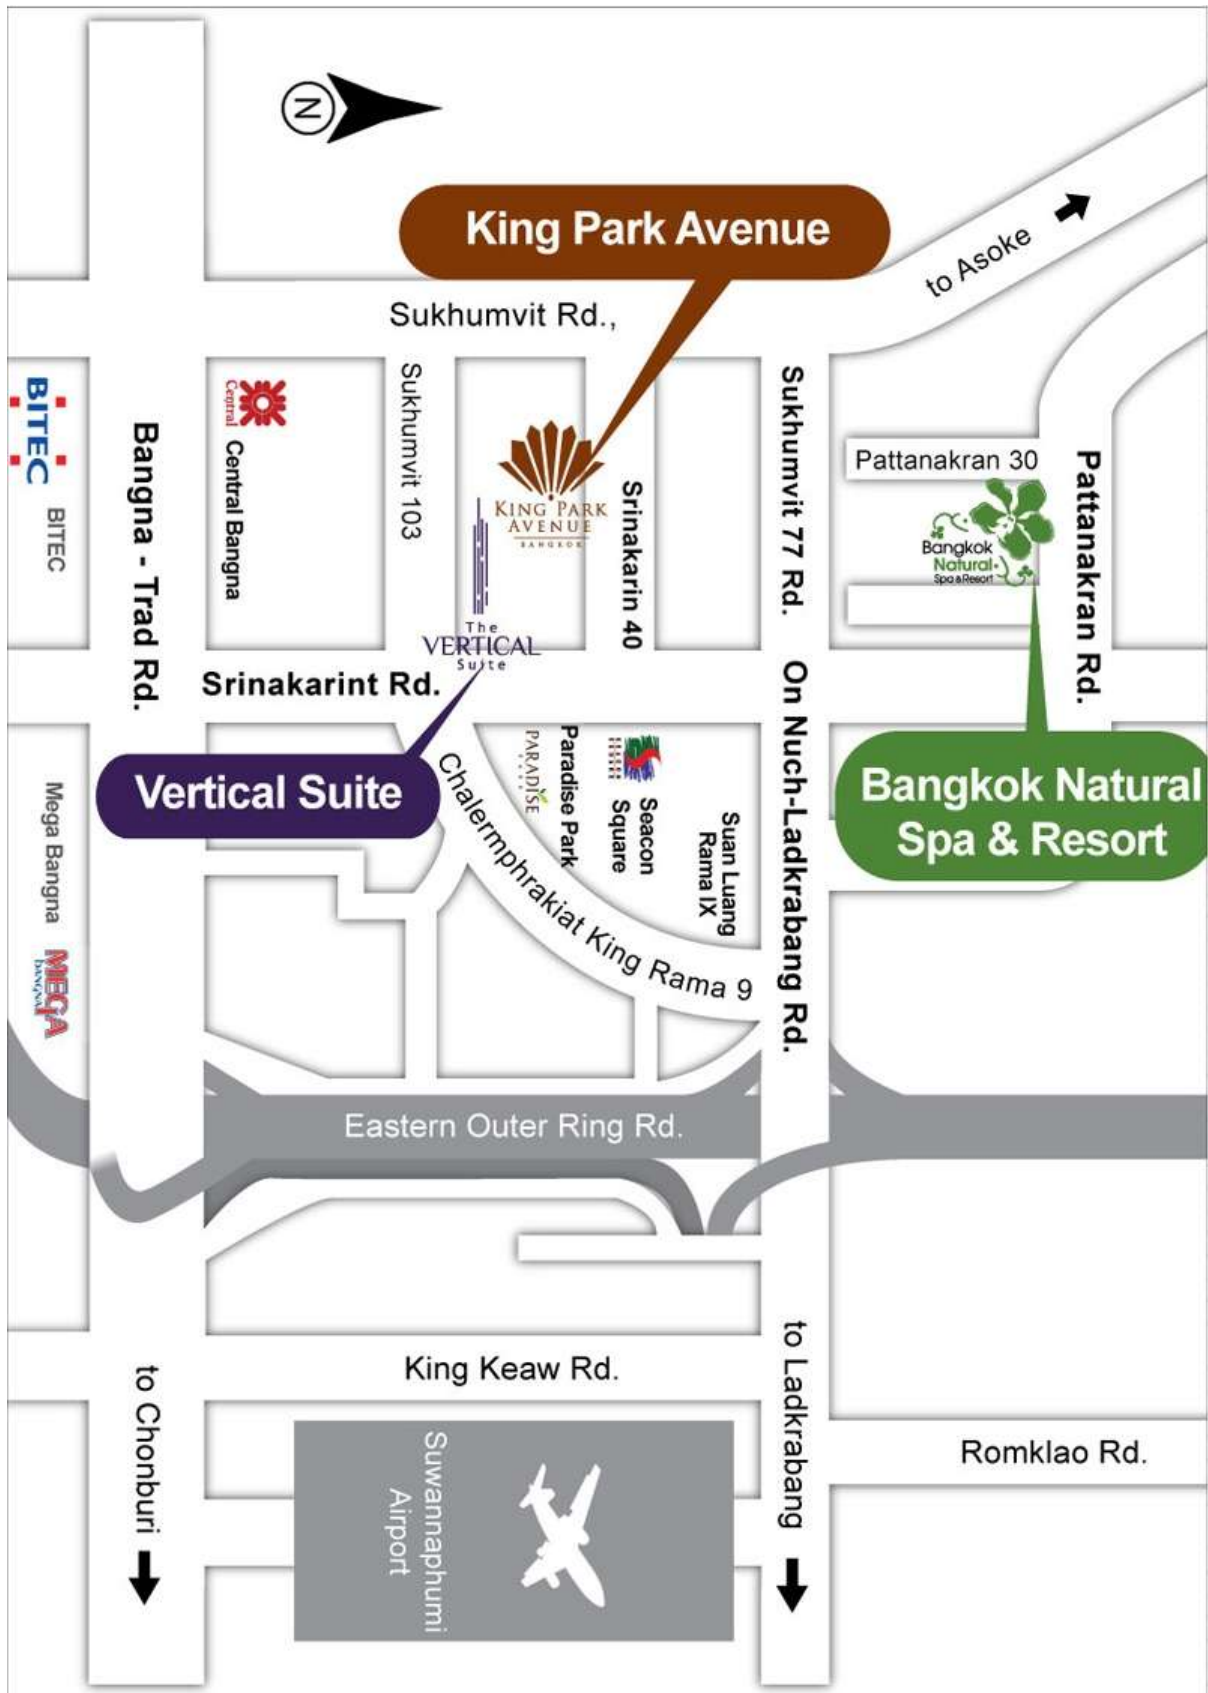 N
King Park Avenue
to Asoke
Sukhumvit Rd.,
BITEC
BITEC
Bangna - Trad Rd.
Central
Central Bangna
Sukhumvit 103
KING PARK
AVENUE
BANGKOK
Srinakarin 40
Sukhumvit 77 Rd.
Pattanakran 30
Pattanakran Rd.
Bangkok
Natural
Spa & Resort
The
VERTICAL
Suite
Srinakarint Rd.
On Nuch-Ladkrabang Rd.
Vertical Suite
Bangkok Natural
Spa & Resort
Chalermphrakiat King Rama 9
PARADISE
PARK
Paradise Park
Seacon
Square
Suan Luang
Rama IX
Mega Bangna
MEGA
BANGNA
Eastern Outer Ring Rd.
King Keaw Rd.
to Chonburi
to Ladkrabang
Romklao Rd.
Suwannaphumi
Airport